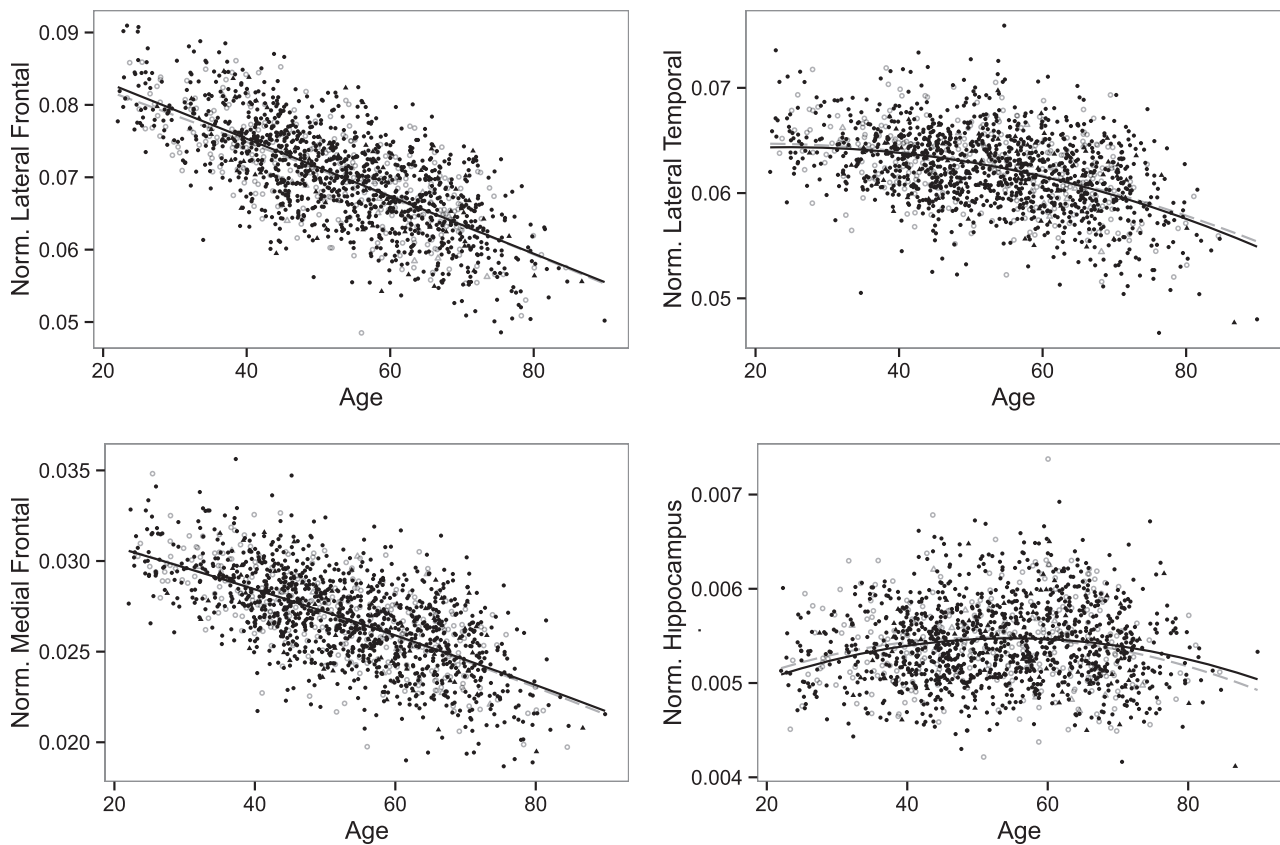 Norm. Lateral Frontal
0.09
0.08
0.07
0.06
0.05
20 40 60 80
Age
Norm. Lateral Temporal
0.07
0.06
0.05
20 40 60 80
Age
Norm. Medial Frontal
0.035
0.030
0.025
0.020
20 40 60 80
Age
Norm. Hippocampus
0.007
0.006
0.005
0.004
20 40 60 80
Age